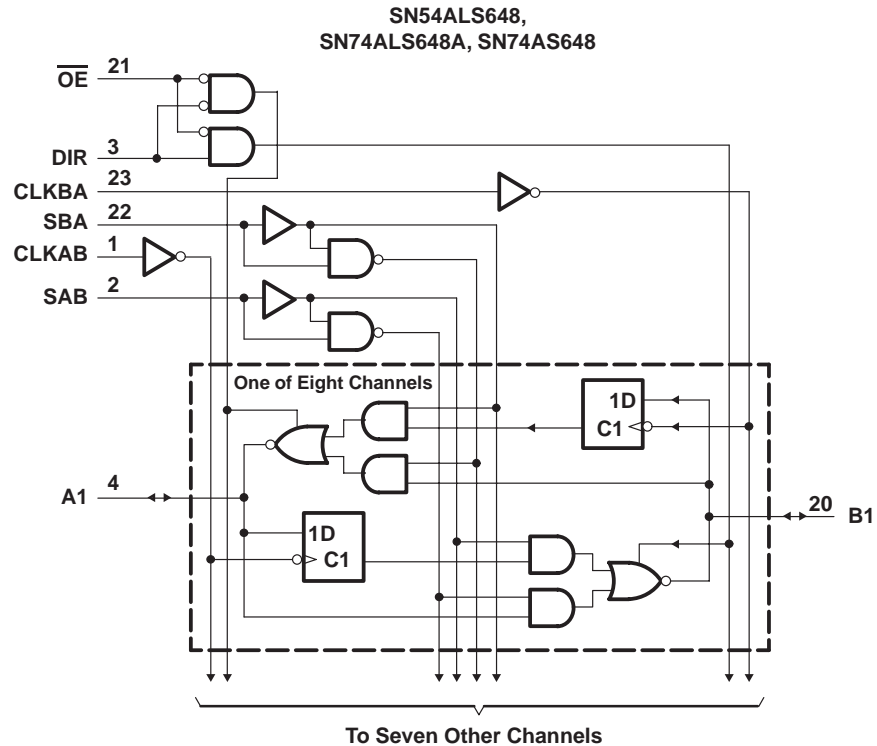 SN54ALS648,
SN74ALS648A, SN74AS648
OE 21
DIR 3
CLKBA 23
SBA 22
CLKAB 1
SAB 2
One of Eight Channels
1D
C1
A1 4
20 B1
1D
C1
To Seven Other Channels